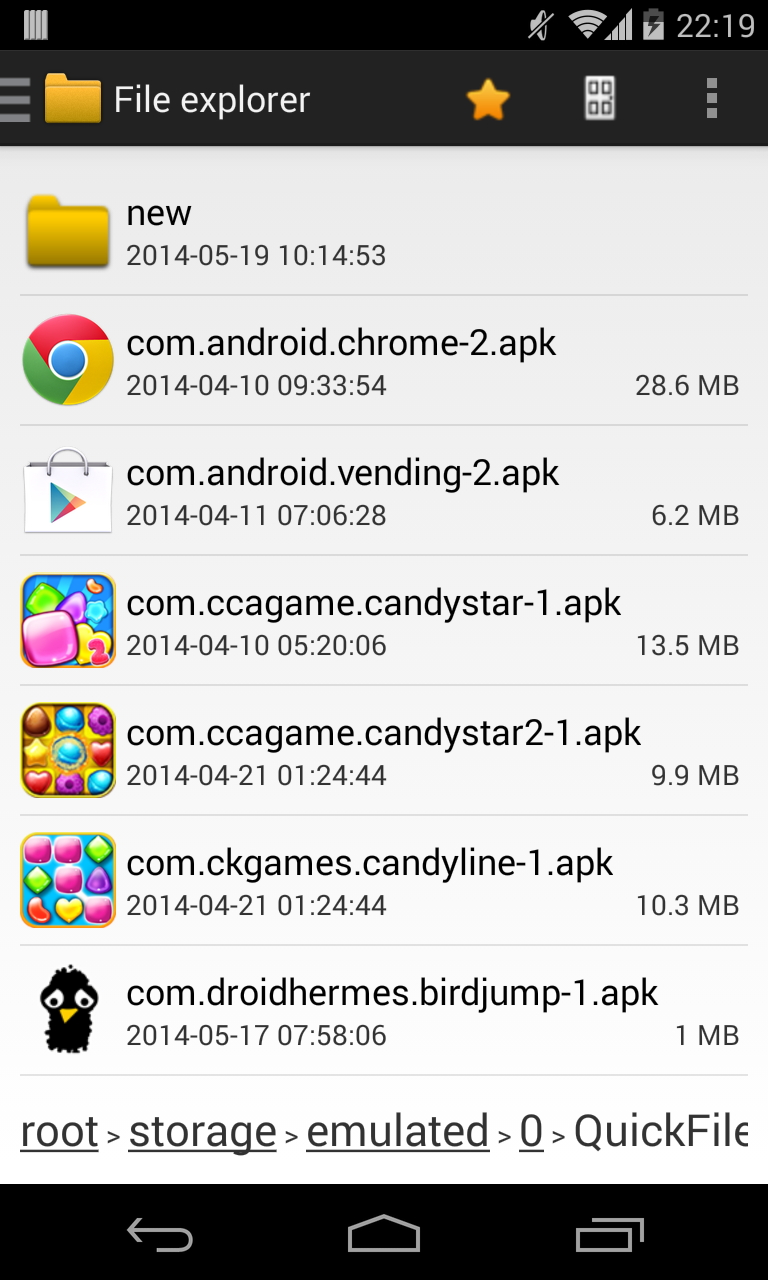 22:19
File explorer
new
2014-05-19 10:14:53
com.android.chrome-2.apk
2014-04-10 09:33:54 28.6 MB
com.android.vending-2.apk
2014-04-11 07:06:28 6.2 MB
com.ccagame.candystar-1.apk
2014-04-10 05:20:06 13.5 MB
2
com.ccagame.candystar2-1.apk
2014-04-21 01:24:44 9.9 MB
com.ckgames.candyline-1.apk
2014-04-21 01:24:44 10.3 MB
com.droidhermes.birdjump-1.apk
2014-05-17 07:58:06 1 MB
root > storage > emulated > 0 > QuickFile